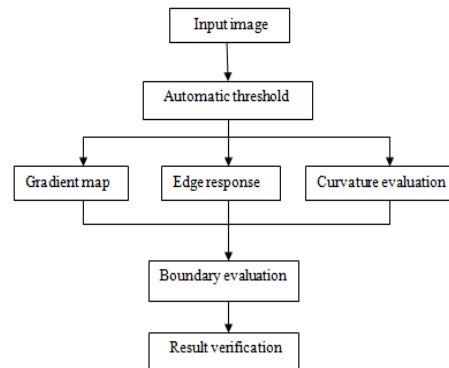 Input image
Automatic threshold
Gradient map
Edge response
Curvature evaluation
Boundary evaluation
Result verification